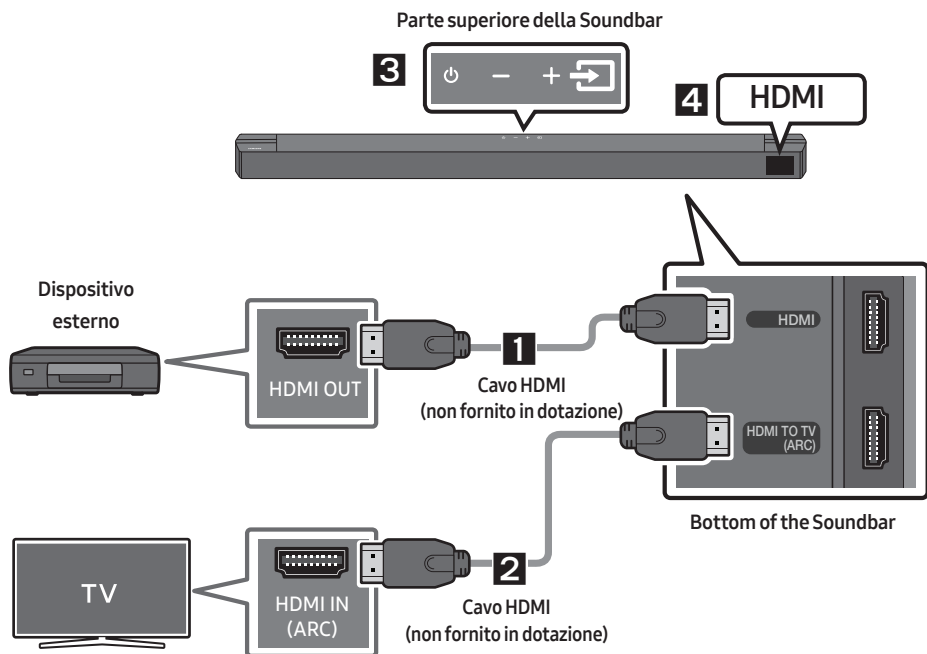 Parte superiore della Soundbar
3
4
HDMI
Dispositivo
esterno
HDMI OUT
1
Cavo HDMI
(non fornito in dotazione)
HDMI
HDMI TO TV
(ARC)
Bottom of the Soundbar
TV
HDMI IN
(ARC)
2
Cavo HDMI
(non fornito in dotazione)